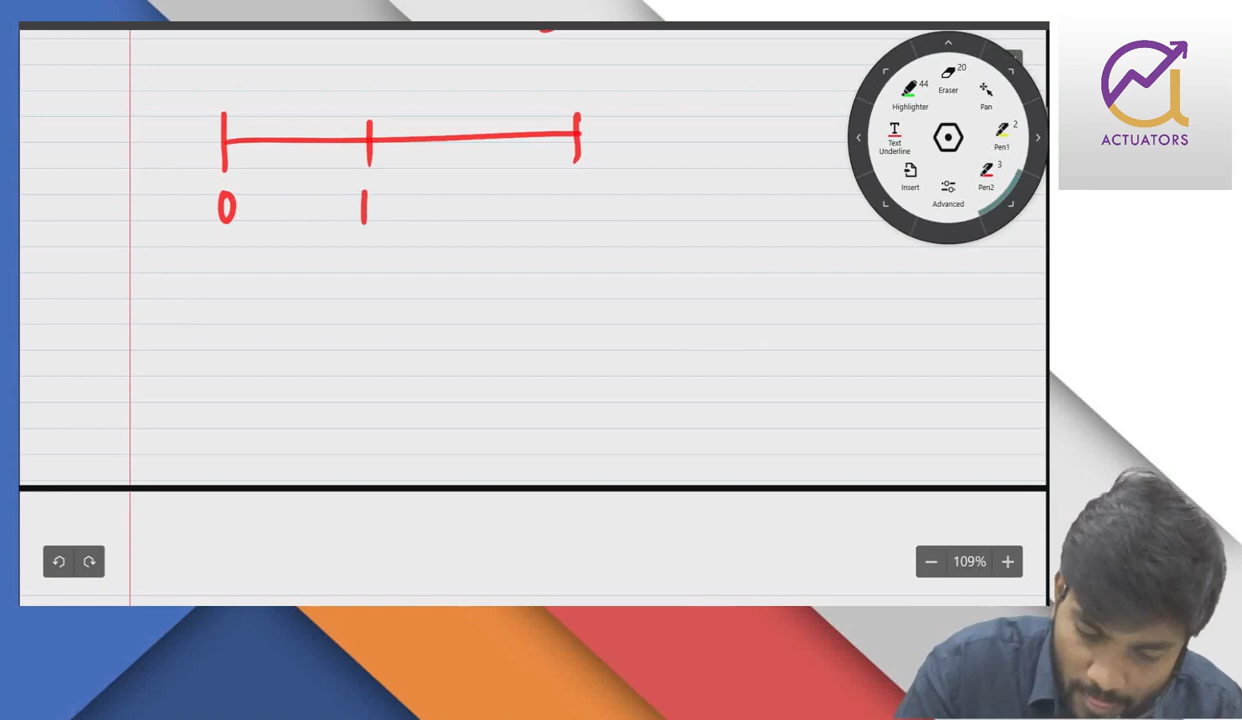 20
44
Eraser
Highlighter
Pan
T
2
Text
Underline
Pen1
3
Insert
Pen2
Advanced
ACTUATORS
0 1
109%